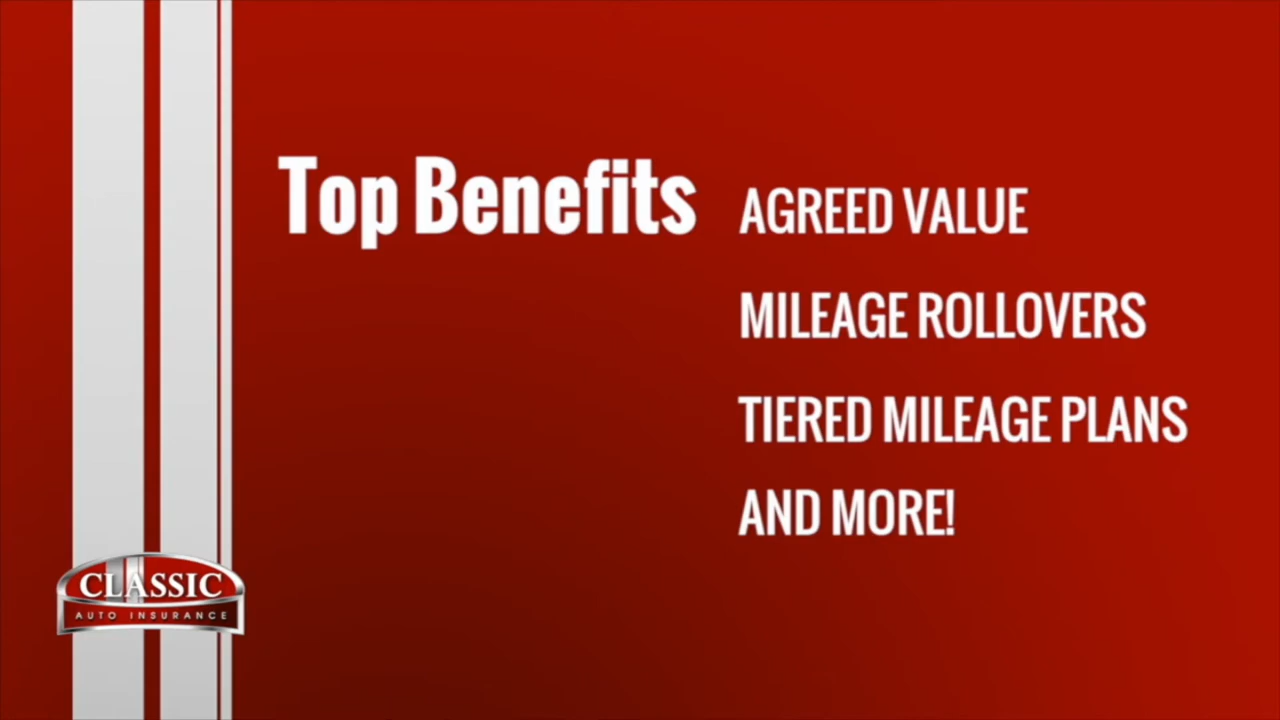 Top Benefits
AGREED VALUE
MILEAGE ROLLOVERS
TIERED MILEAGE PLANS
AND MORE!
CLASSIC
AUTO INSURANCE